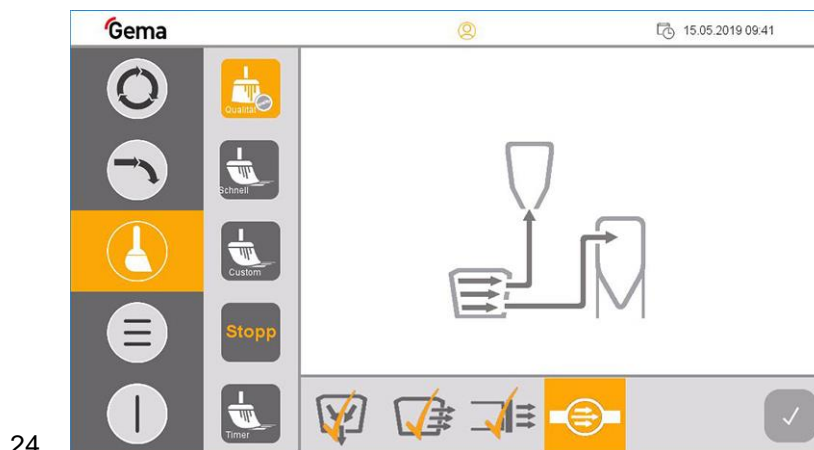 Gema
15.05.2019 09:41
Qualität
Schnell
Custom
Stopp
Timer
24